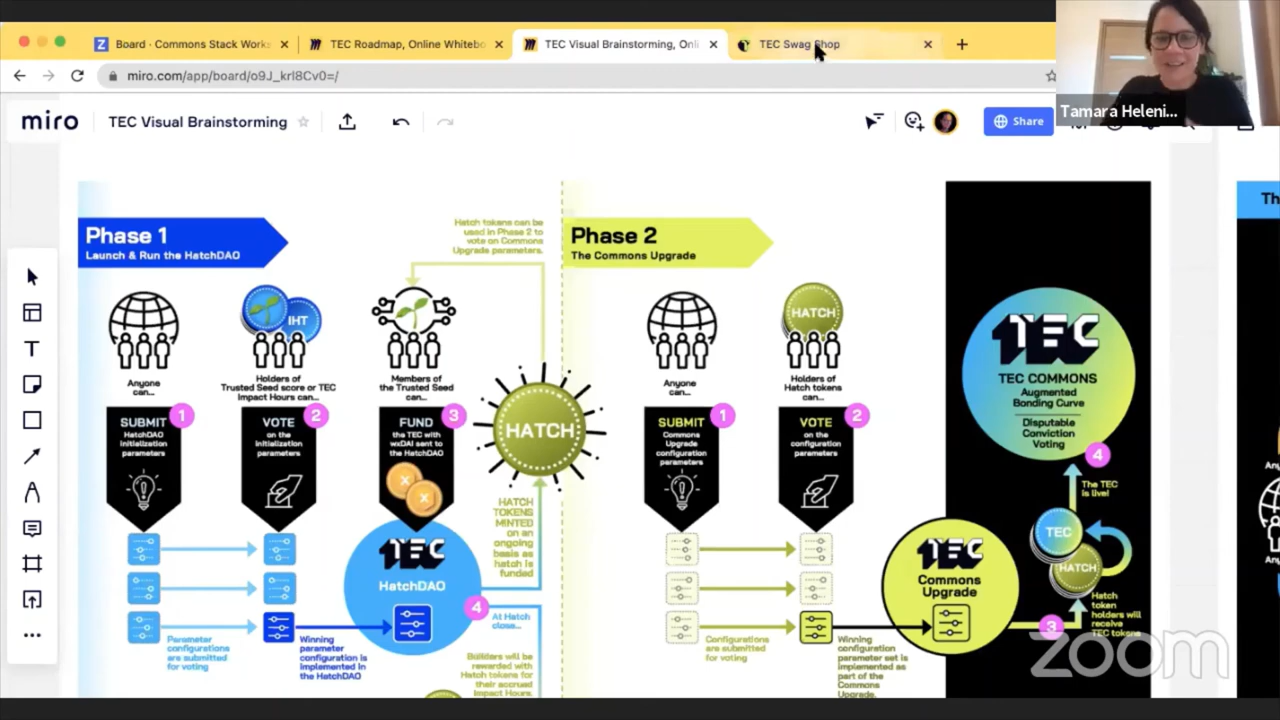 Board · Commons Stack Works
TEC Roadmap, Online Whitebo
TEC Visual Brainstorming, Onli
TEC Swag Shop
miro.com/app/board/o9J_krl8Cv0=/
Tamara Heleni...
miro
TEC Visual Brainstorming
Share
Phase 1
Launch & Run the HatchDAO
Hatch tokens can be
used in Phase 2 to
vote on Commons
Upgrade parameters.
IHT
Anyone
can...
Holders of
Trusted Seed score or TEC
Impact Hours can...
Members of
the Trusted Seed
can...
SUBMIT
HatchDAO
Initialization
parameters
1
VOTE
on the
initialization
parameters
2
FUND
the TEC with
wxDAI sent to
the HatchDAO
3
HATCH
HATCH
TOKENS
MINTED
on an
ongoing
basis as
hatch is
funded
TEC
HatchDAO
4
At Hatch
close...
Parameter
configurations
are submitted
for voting
Winning
parameter
configuration is
implemented in
the HatchDAO
Builders will be
rewarded with
Hatch tokens for
their accrued
Impact Hours.
Phase 2
The Commons Upgrade
HATCH
Anyone
can...
Holders of
Hatch tokens
can...
SUBMIT
Commons
Upgrade
configuration
parameters
1
VOTE
on the
configuration
parameters
2
Configurations
are submitted
for voting
Winning
configuration
parameter set is
implemented as
part of the
Commons
Upgrade.
TEC
Commons
Upgrade
3
TEC
TEC COMMONS
Augmented
Bonding Curve
Disputable
Conviction
Voting
4
The TEC
is live!
TEC
HATCH
Hatch
token
holders will
receive
TEC tokens
Th
zoom